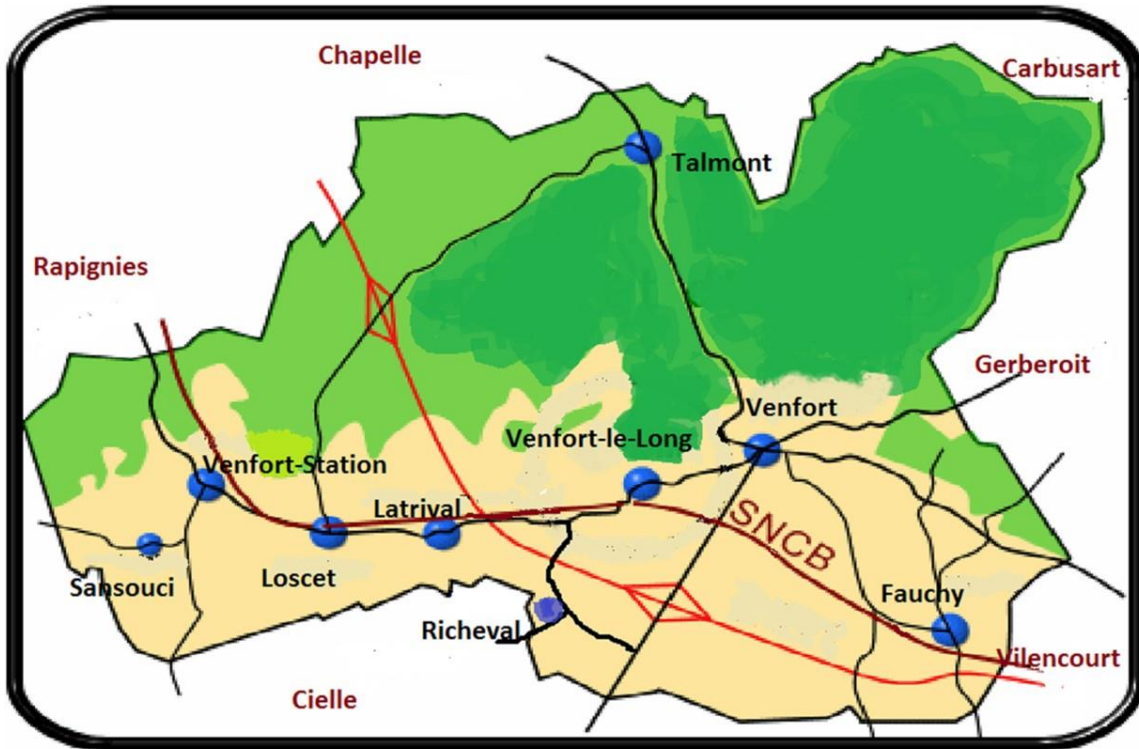 Chapelle
Carbusart
Talmont
Rapignies
Gerberoit
Venfort
Venfort-le-Long
Venfort-Station
Latrival
SNCB
Loscet
Sansouci
Fauchy
Richeval
Vilencourt
Cielle